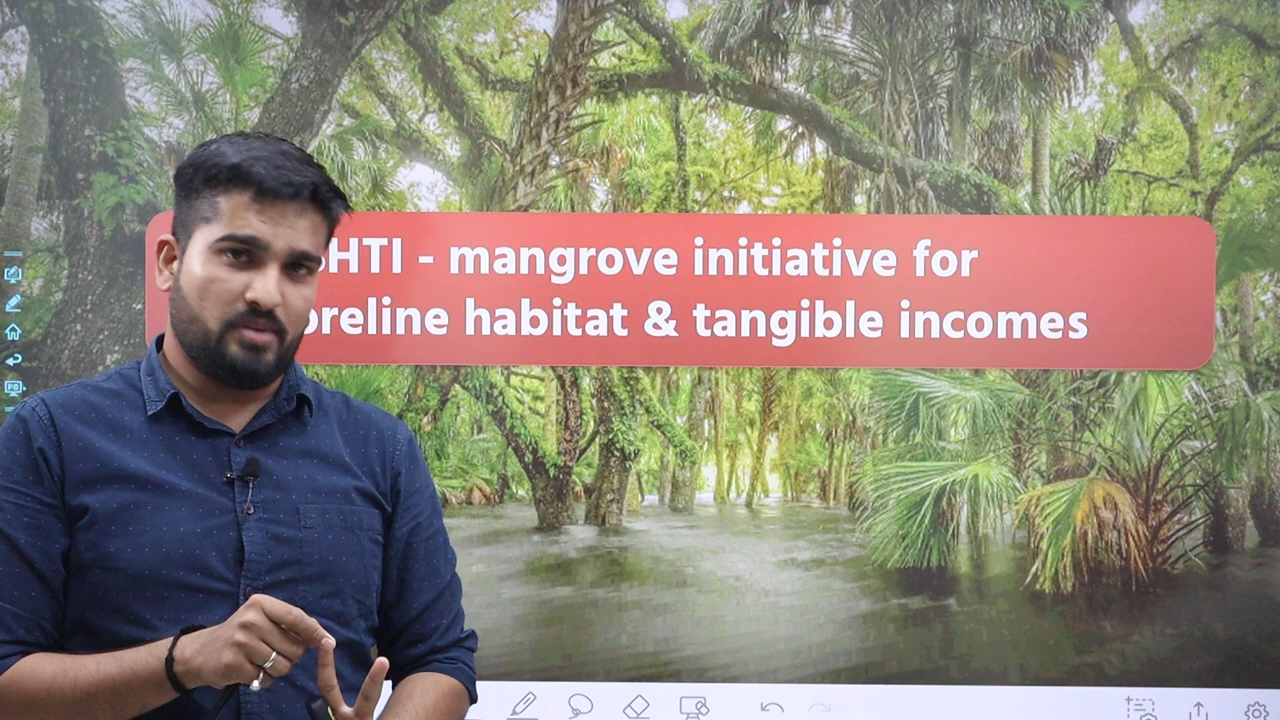 HTI - mangrove initiative for
oreline habitat & tangible incomes